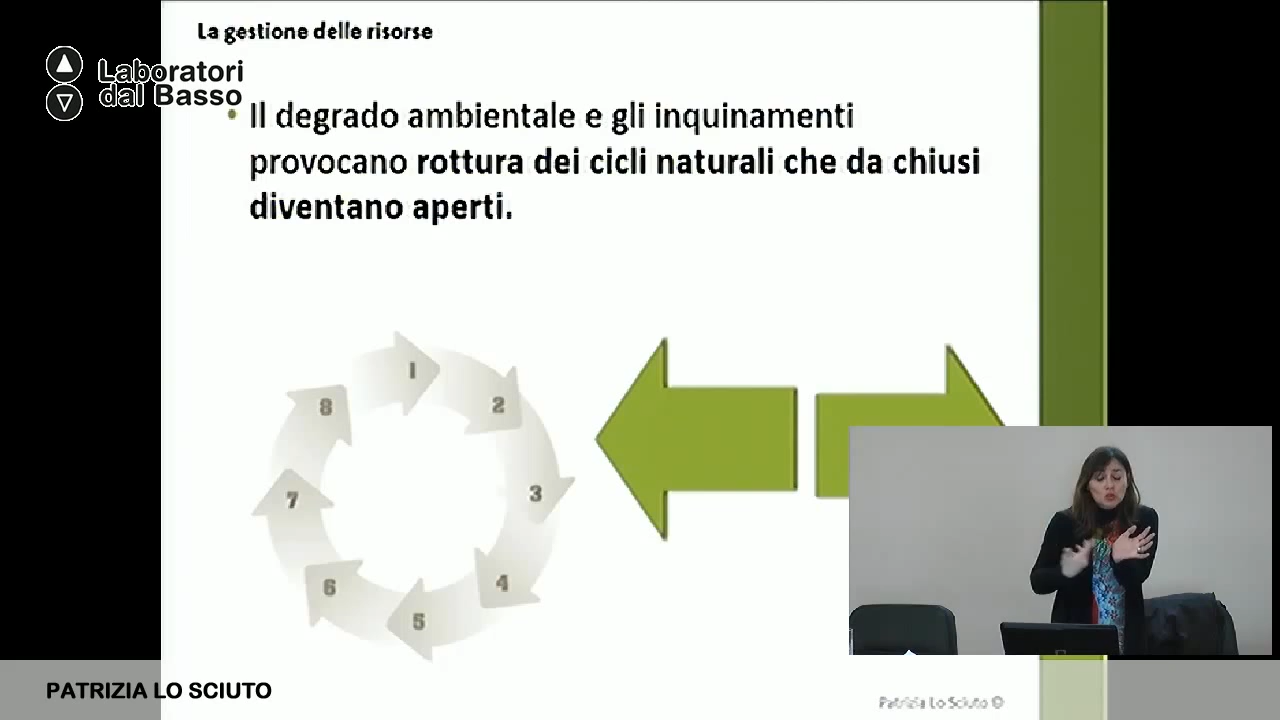 La gestione delle risorse
Laboratori
dal Basso
• Il degrado ambientale e gli inquinamenti
provocano rottura dei cicli naturali che da chiusi
diventano aperti.
1
2
3
4
5
6
7
8
PATRIZIA LO SCIUTO
Patrizia Lo Sciuto ©